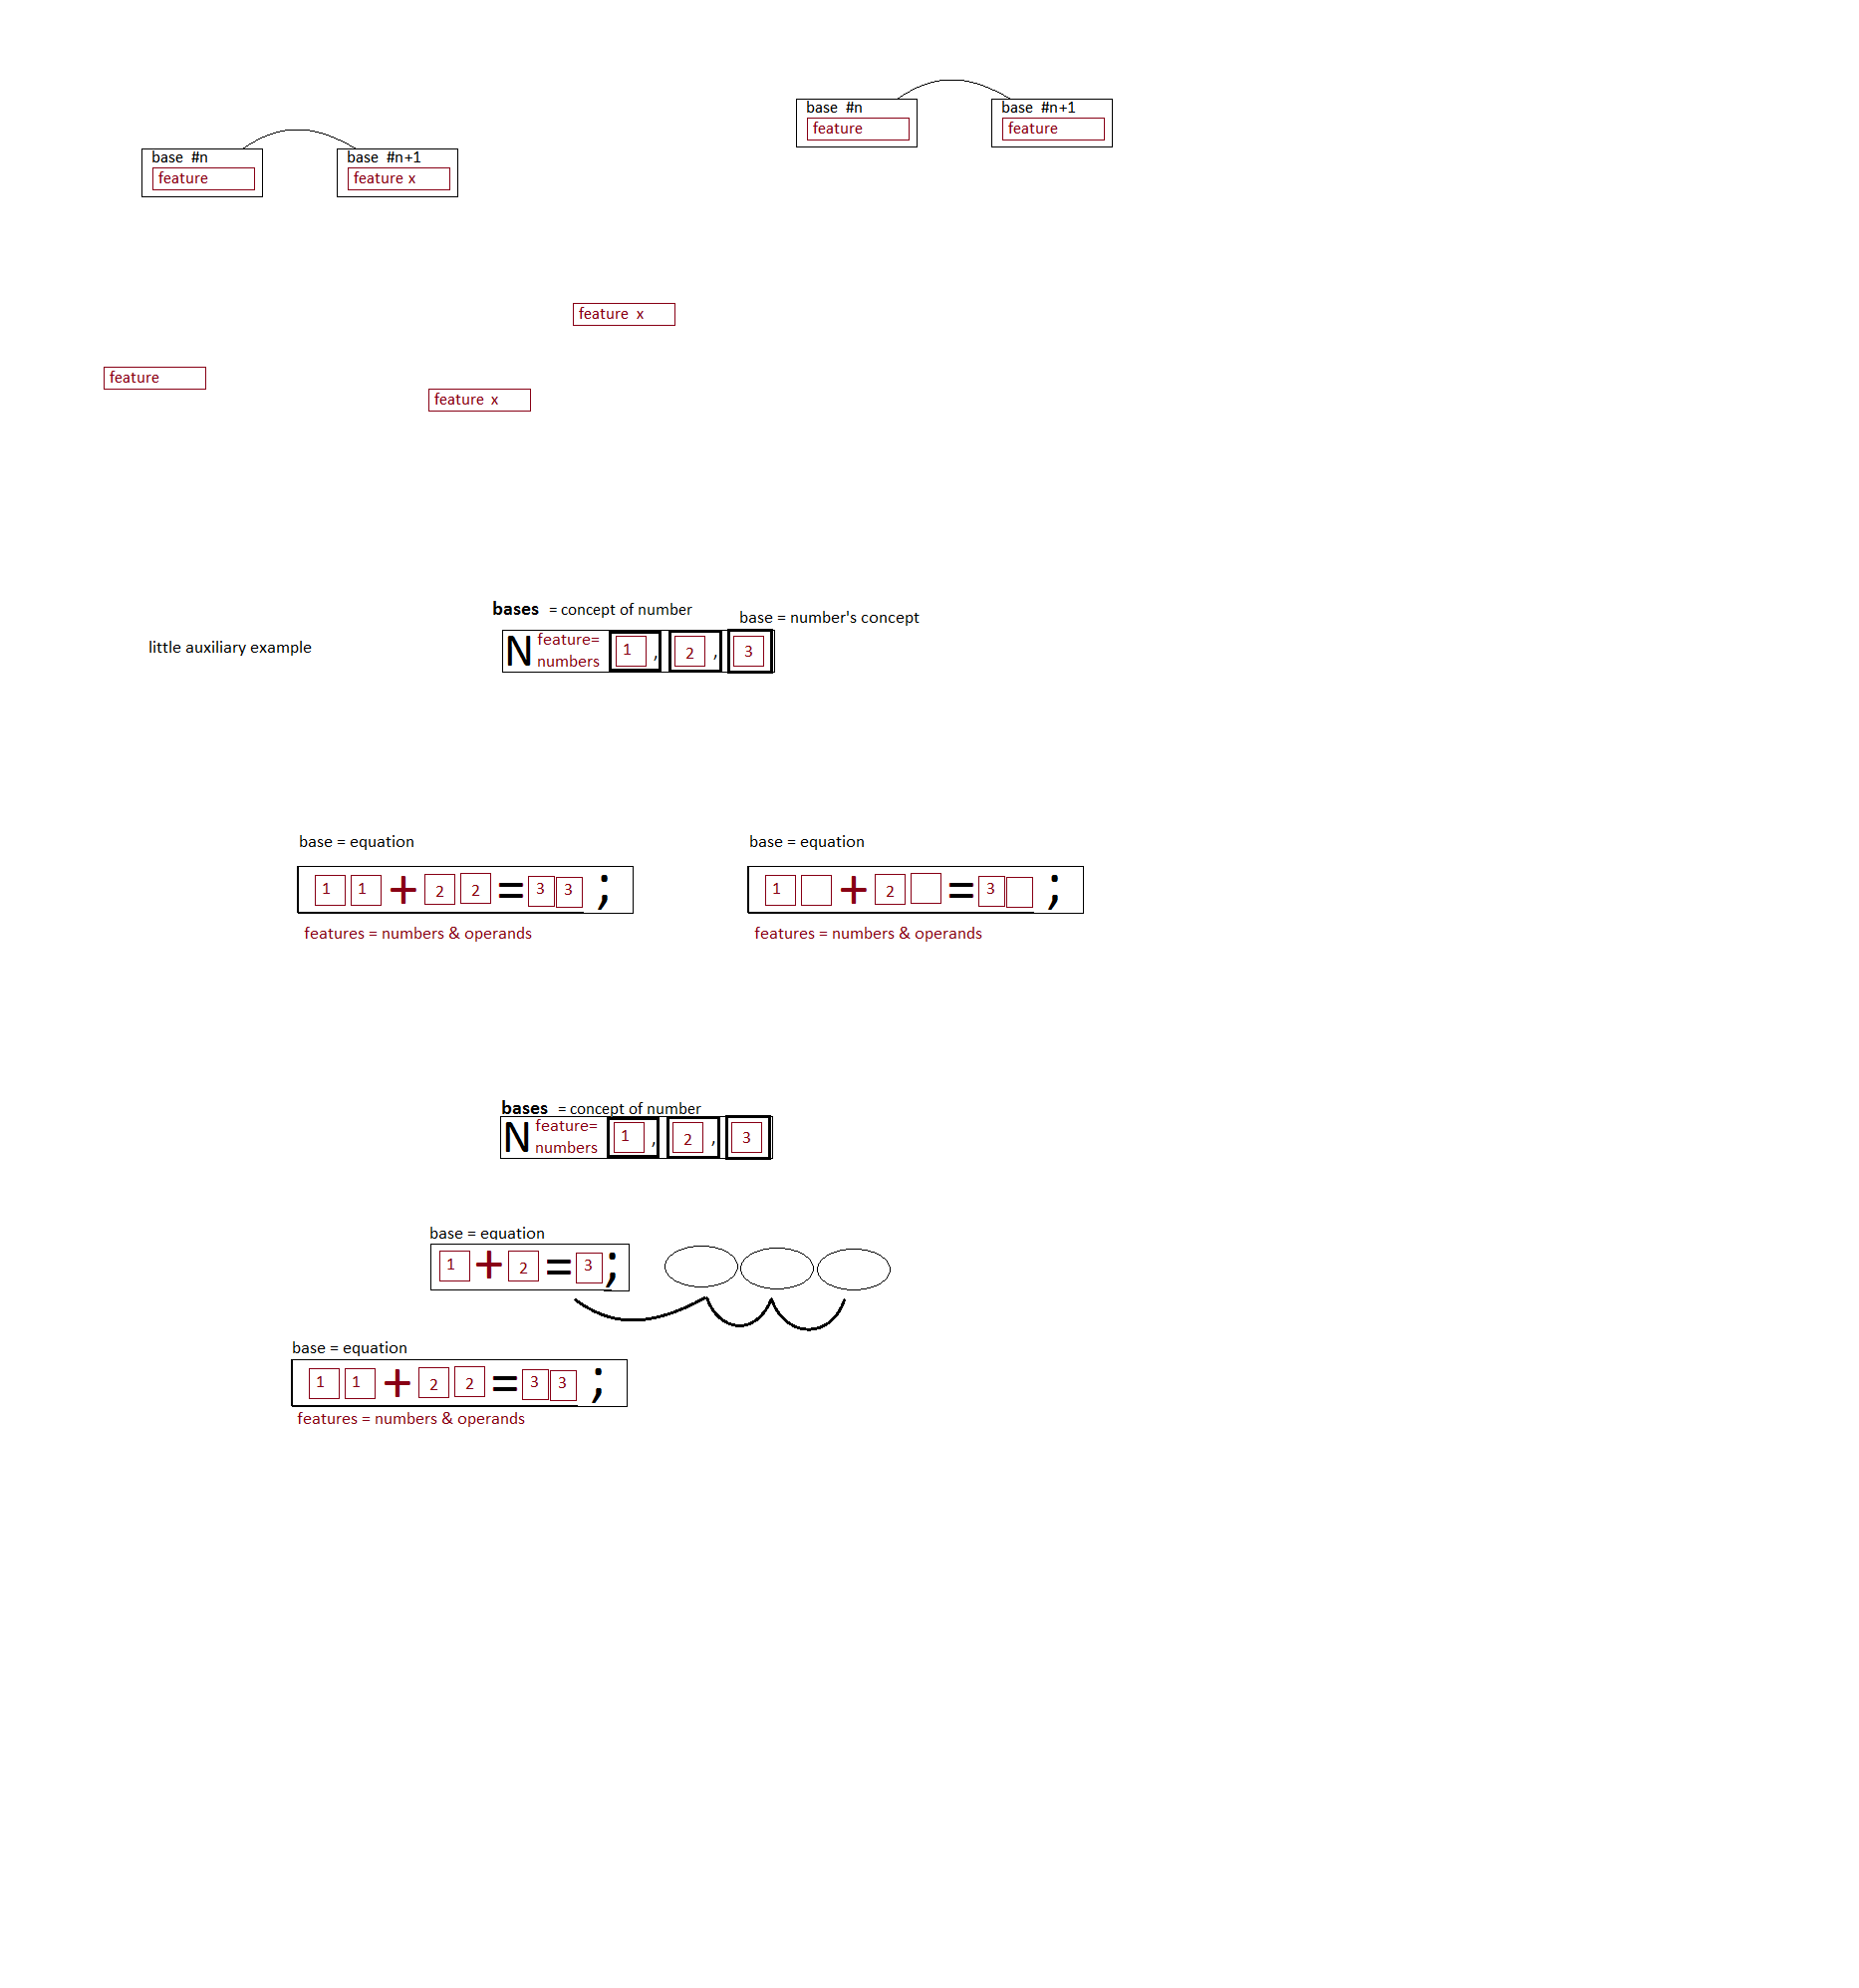 base #n
feature
base #n+1
feature
base #n
feature
base #n+1
feature x
feature x
feature
feature x
bases = concept of number
base = number's concept
little auxiliary example
N feature= numbers 1 , 2 , 3
base = equation
1 1 + 2 2 = 3 3 ;
features = numbers & operands
base = equation
1 + 2 = 3 ;
features = numbers & operands
bases = concept of number
N feature= numbers 1 , 2 , 3
base = equation
1 + 2 = 3 ;
base = equation
1 1 + 2 2 = 3 3 ;
features = numbers & operands